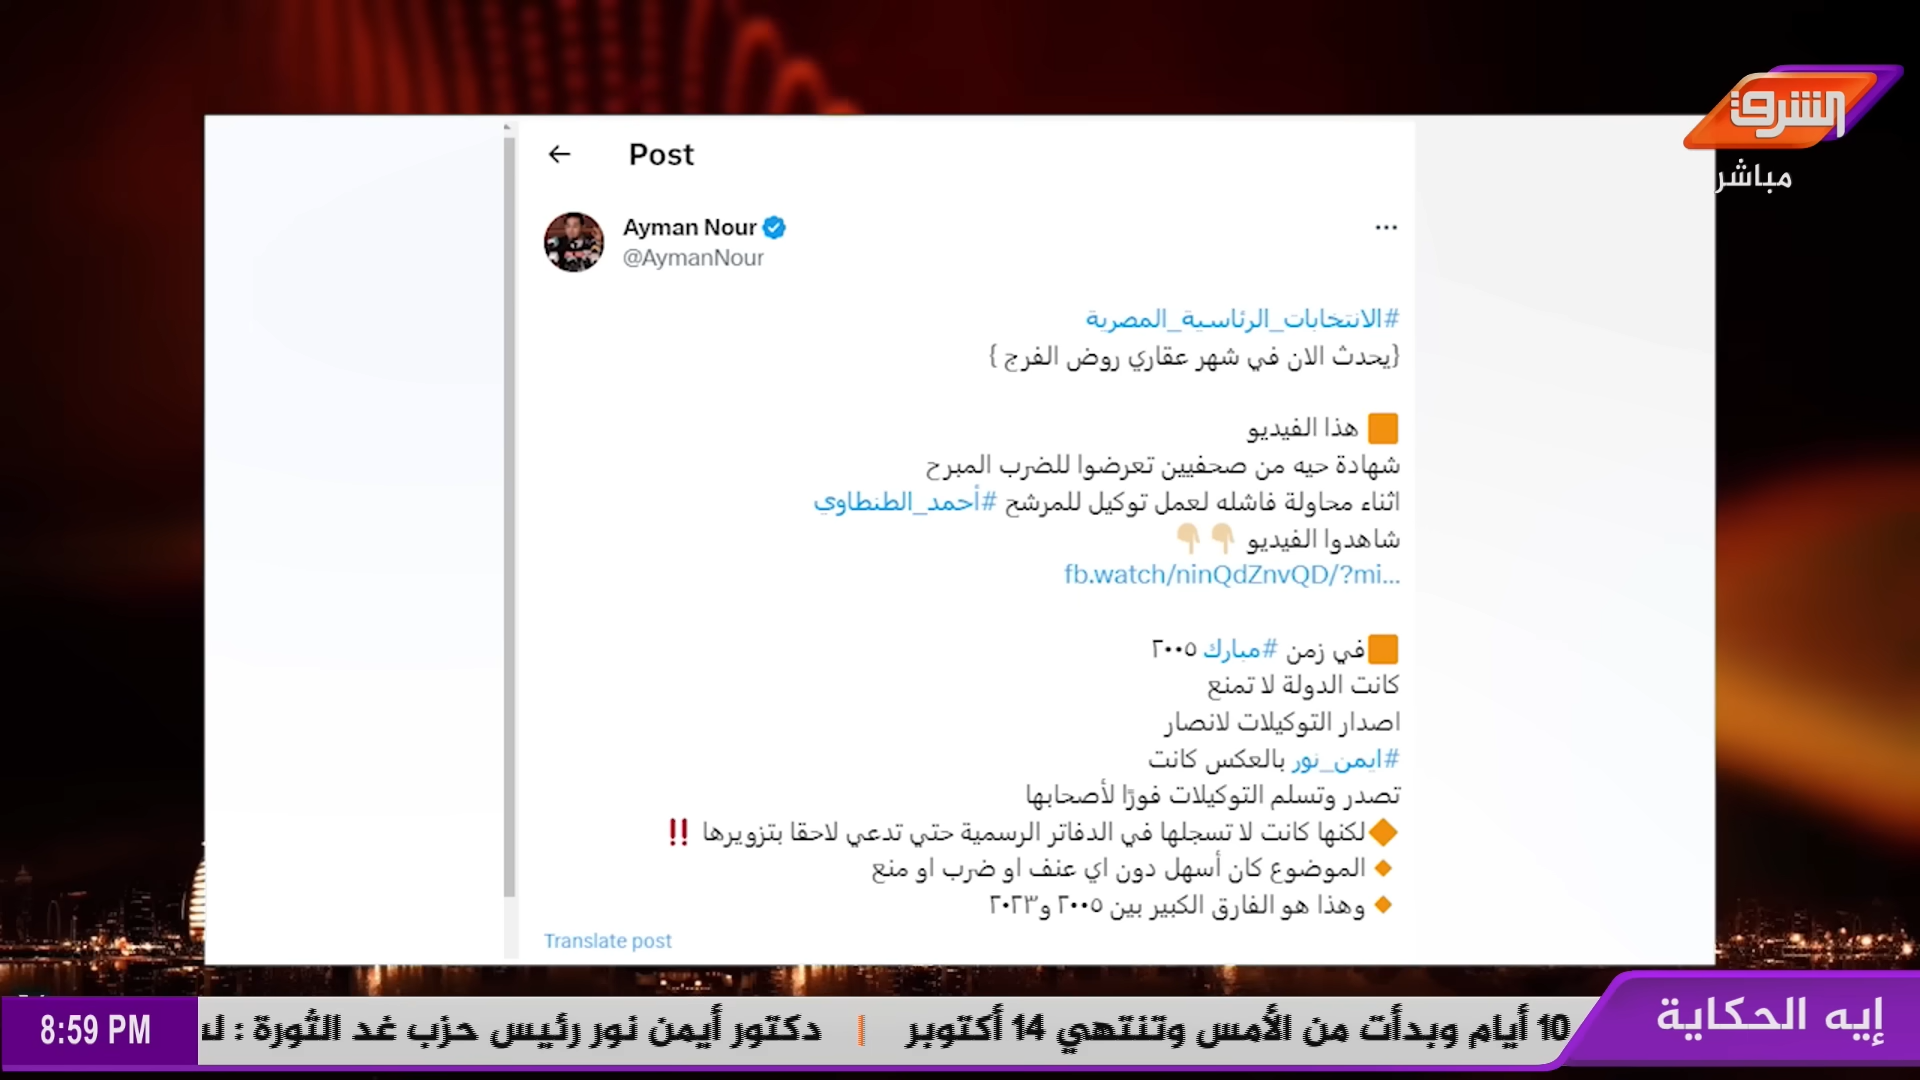 الشرق
مباشر
Post
Ayman Nour
@AymanNour
#الانتخابات_الرئاسية_المصرية
{يحدث الان في شهر عقاري روض الفرج }
هذا الفيديو
شهادة حيه من صحفيين تعرضوا للضرب المبرح
اثناء محاولة فاشله لعمل توكيل للمرشح #أحمد_الطنطاوي
شاهدوا الفيديو 👇🏼 👇🏼
fb.watch/ninQdZnvQD/?mi...
في زمن #مبارك ٢٠٠٥
كانت الدولة لا تمنع
اصدار التوكيلات لانصار
#ايمن_نور بالعكس كانت
تصدر وتسلم التوكيلات فورًا لأصحابها
لكنها كانت لا تسجلها في الدفاتر الرسمية حتي تدعي لاحقا بتزويرها ‼
الموضوع كان أسهل دون اي عنف او ضرب او منع
وهذا هو الفارق الكبير بين ٢٠٠٥ و٢٠٢٣
Translate post
إيه الحكاية
10 أيام وبدأت من الأمس وتنتهي 14 أكتوبر | دكتور أيمن نور رئيس حزب غد الثورة :
8:59 PM